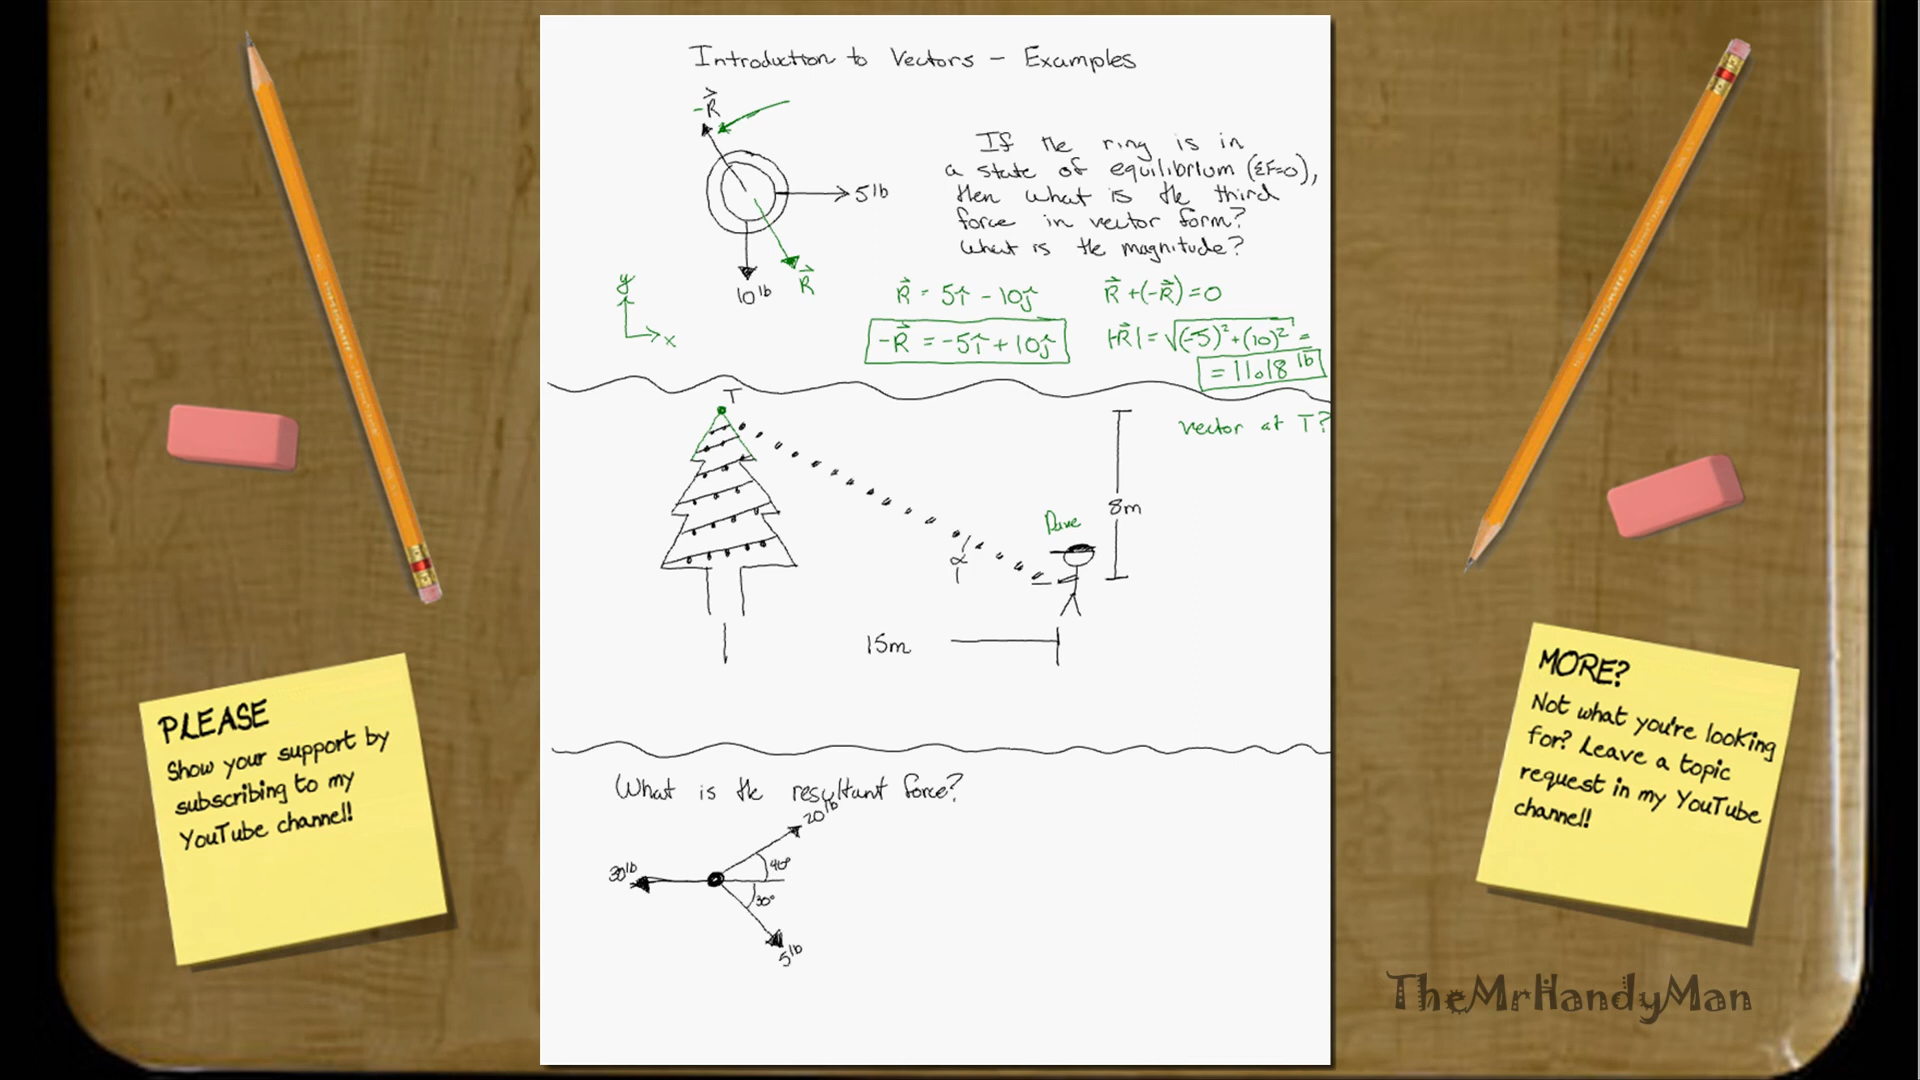 Introduction to Vectors - Examples
-R
If the ring is in
a state of equilibrium (ΣF=0),
then what is the third
force in vector form?
What is the magnitude?
5 lb
10 lb
R
y
x
R = 5î - 10ĵ
R + (-R) = 0
-R = -5î + 10ĵ
|-R| = √(-5)² + (10)² =
= 11.18 lb
T
vector at T?
8m
Dave
α
15m
What is the resultant force?
20 lb
40°
30 lb
30°
5 lb
PLEASE
Show your support by
subscribing to my
YouTube channel!
MORE?
Not what you're looking
for? Leave a topic
request in my YouTube
channel!
TheMrHandyMan